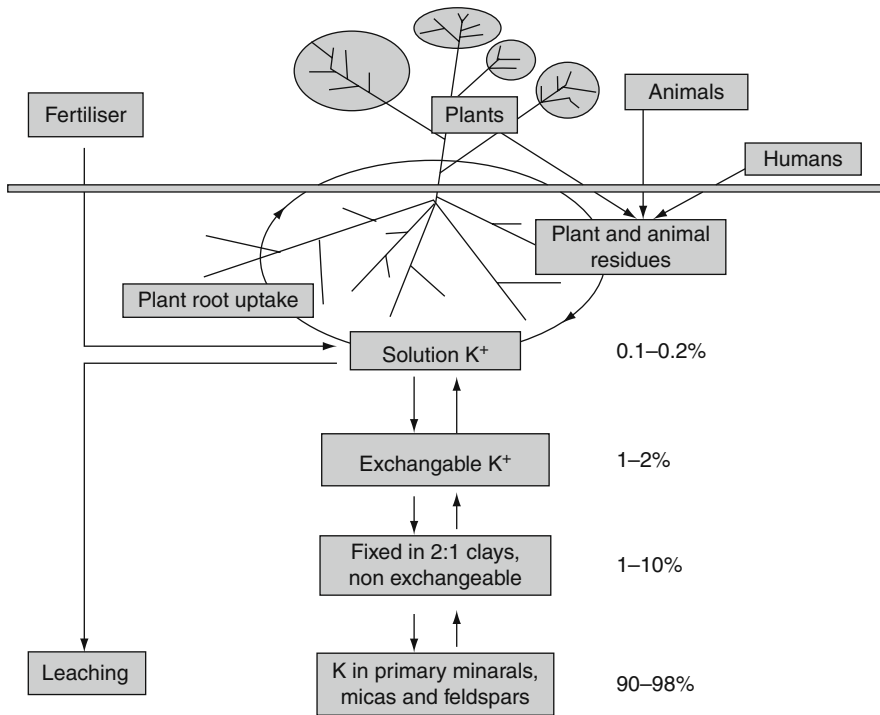 Plants
Animals
Fertiliser
Humans
Plant and animal
residues
Plant root uptake
Solution K+
0.1–0.2%
Exchangable K+
1–2%
Fixed in 2:1 clays,
non exchangeable
1–10%
Leaching
K in primary minarals,
micas and feldspars
90–98%